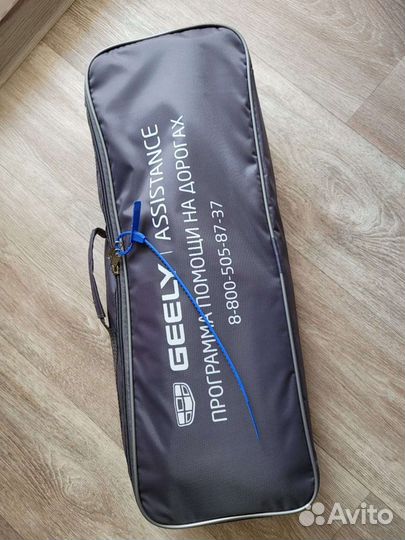 GEELY | ASSISTANCE
ПРОГРАММА ПОМОЩИ НА ДОРОГАХ
8-800-505-87-37
Avito